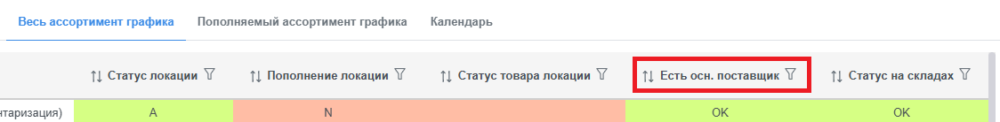 Весь ассортимент графика Пополняемый ассортимент графика Календарь
Статус локации Пополнение локации Статус товара локации Есть осн. поставщик Статус на складах
нтаризация) A N OK OK